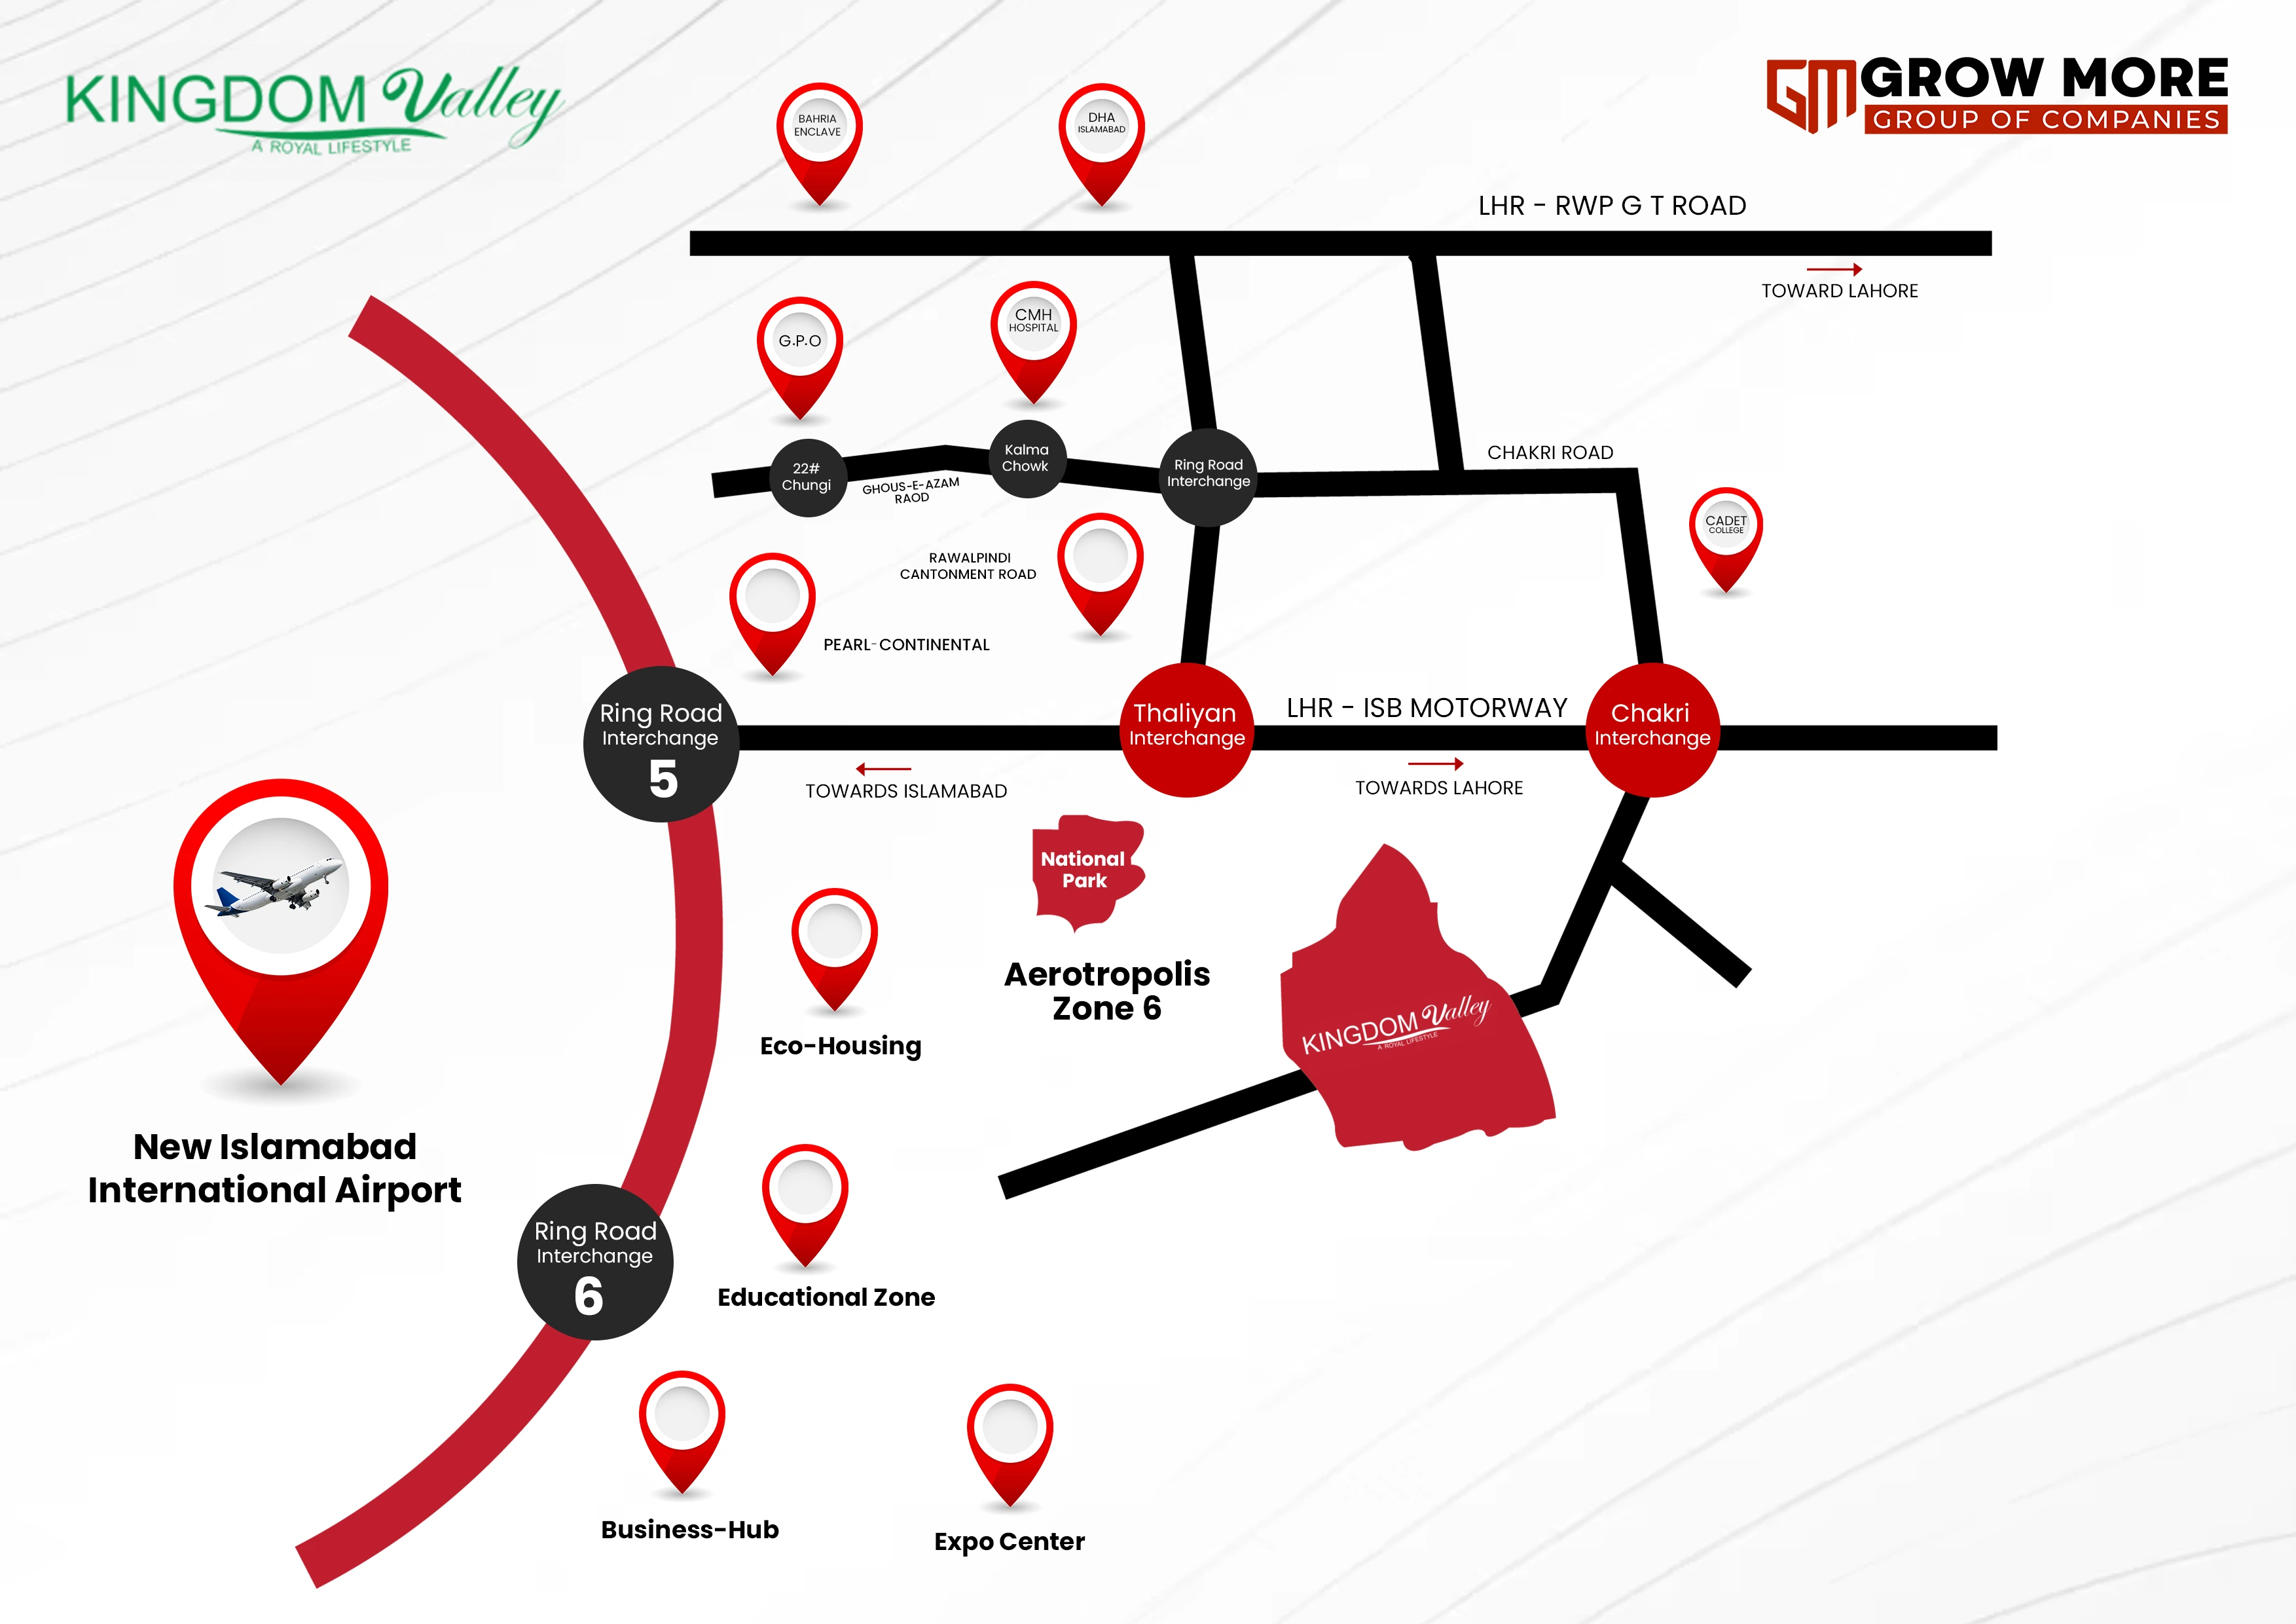 KINGDOM Valley
A ROYAL LIFESTYLE
GM GROW MORE
GROUP OF COMPANIES
BAHRIA
ENCLAVE
DHA
ISLAMABAD
LHR - RWP G T ROAD
TOWARD LAHORE
G.P.O
CMH
HOSPITAL
22#
Chungi
GHOUS-E-AZAM
RAOD
Kalma
Chowk
Ring Road
Interchange
CHAKRI ROAD
CADET
COLLEGE
RAWALPINDI
CANTONMENT ROAD
PEARL-CONTINENTAL
Ring Road
Interchange
5
Thaliyan
Interchange
LHR - ISB MOTORWAY
Chakri
Interchange
TOWARDS ISLAMABAD
TOWARDS LAHORE
National
Park
Aerotropolis
Zone 6
KINGDOM Valley
A ROYAL LIFESTYLE
Eco-Housing
New Islamabad
International Airport
Ring Road
Interchange
6
Educational Zone
Business-Hub
Expo Center